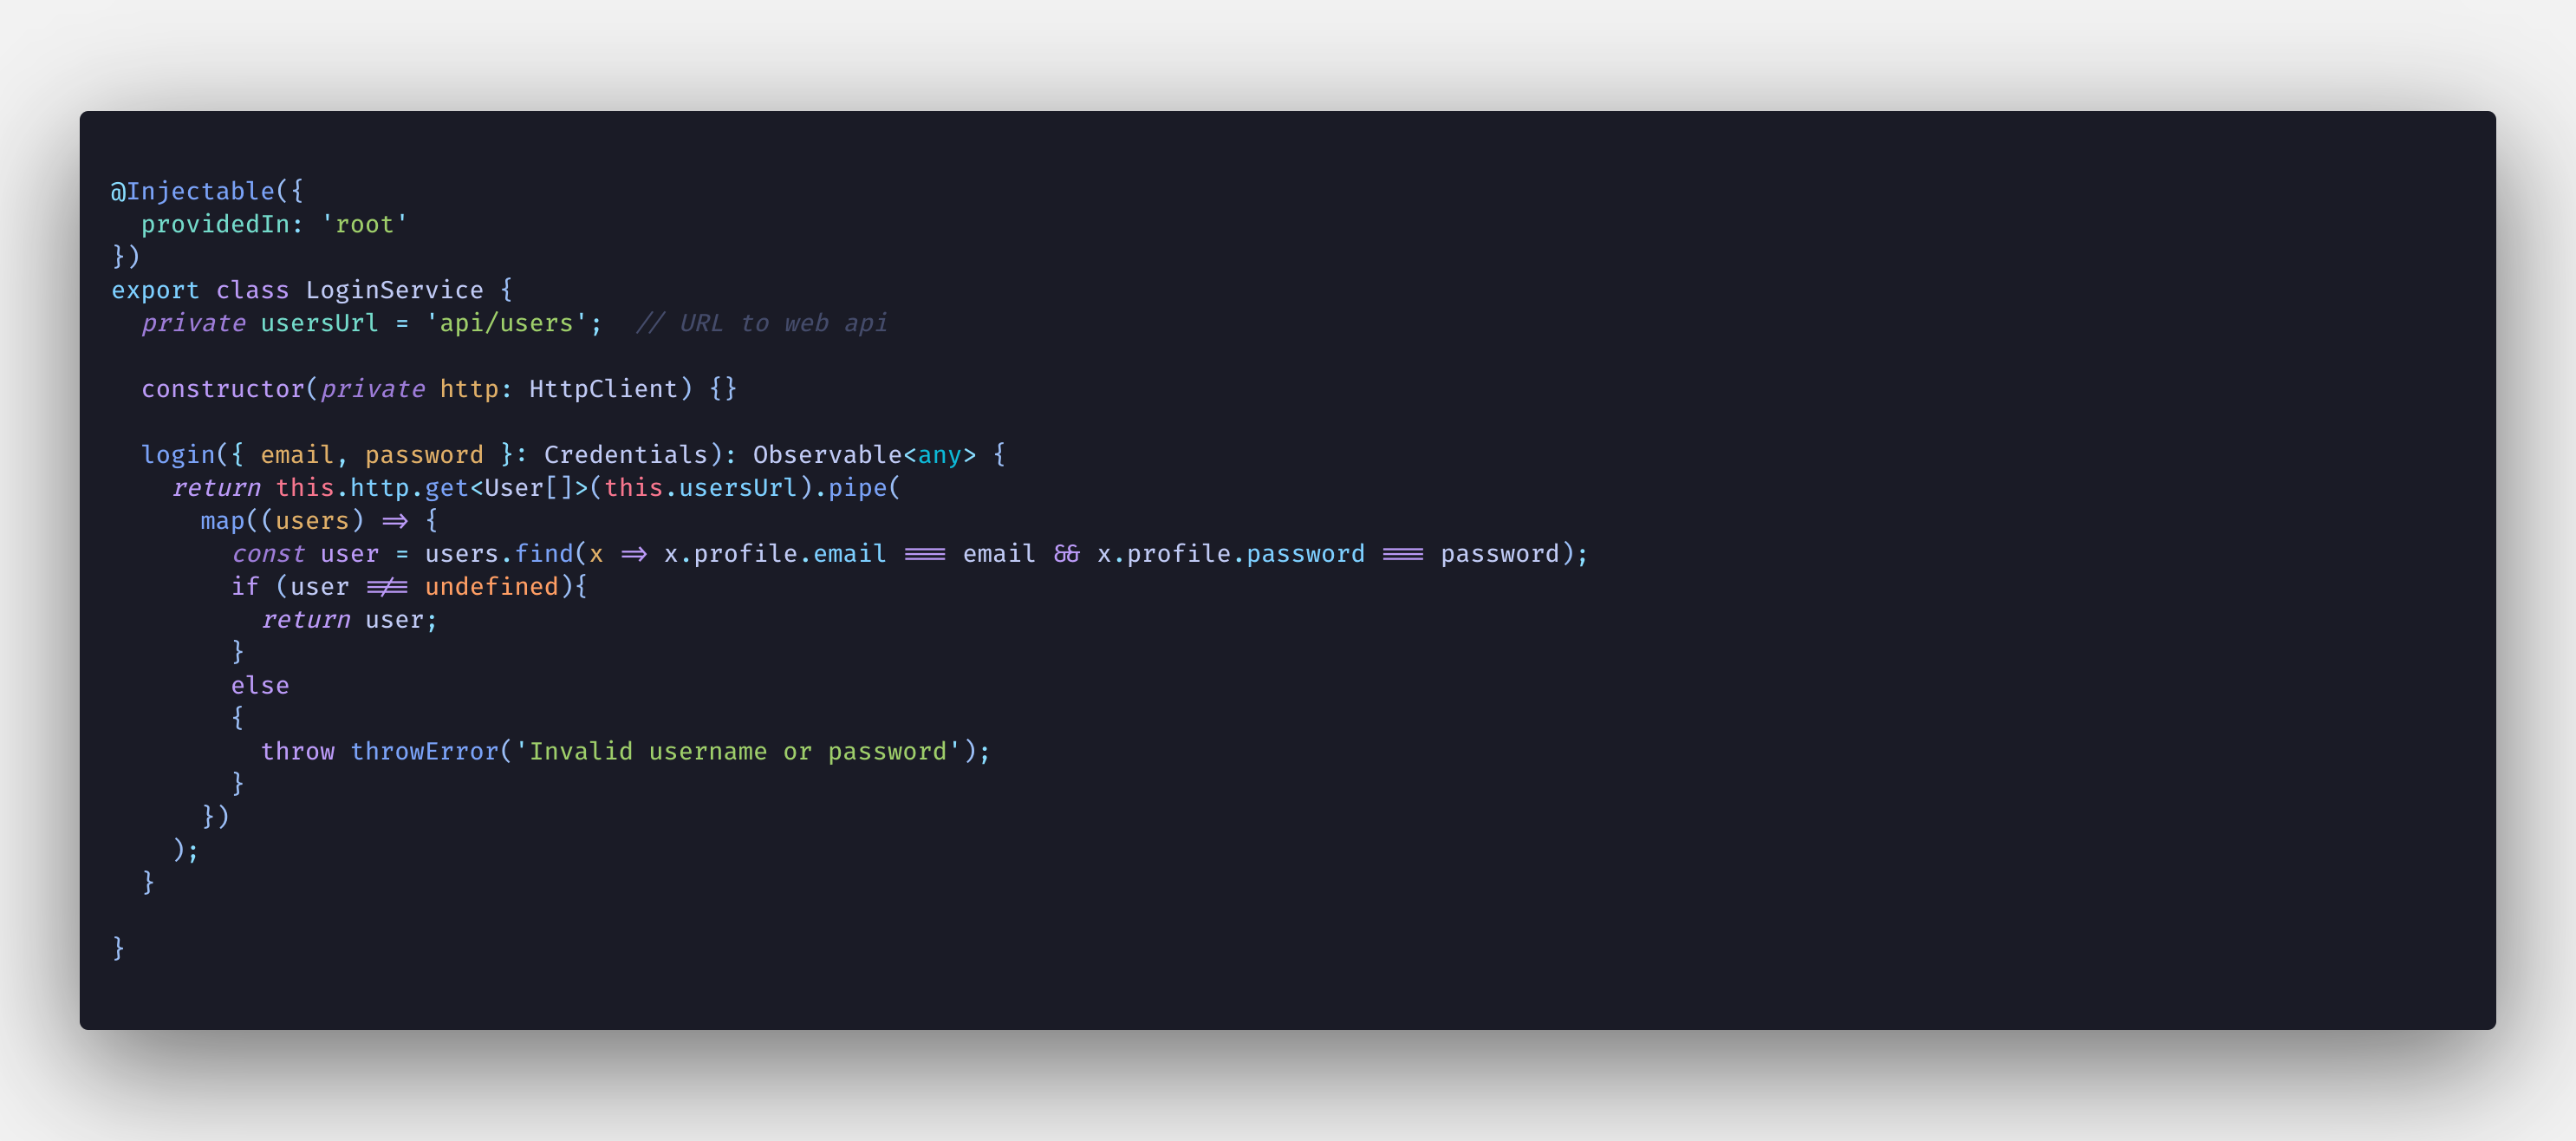 @Injectable({
  providedIn: 'root'
})
export class LoginService {
  private usersUrl = 'api/users';  // URL to web api

  constructor(private http: HttpClient) {}

  login({ email, password }: Credentials): Observable<any> {
    return this.http.get<User[]>(this.usersUrl).pipe(
      map((users) => {
        const user = users.find(x => x.profile.email === email && x.profile.password === password);
        if (user !== undefined){
          return user;
        }
        else
        {
          throw throwError('Invalid username or password');
        }
      })
    );
  }

}